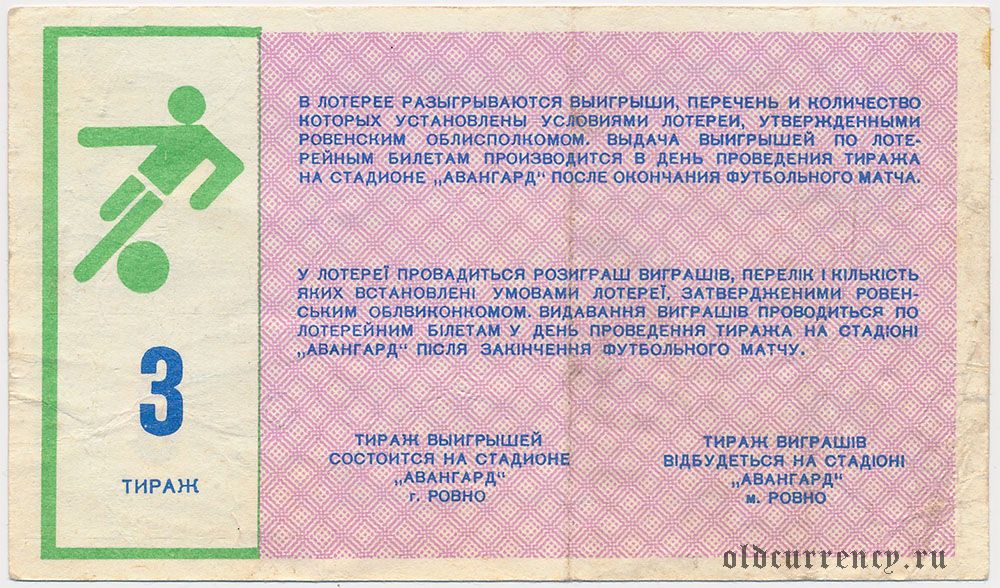 В ЛОТЕРЕЕ РАЗЫГРЫВАЮТСЯ ВЫИГРЫШИ, ПЕРЕЧЕНЬ И КОЛИЧЕСТВО
КОТОРЫХ УСТАНОВЛЕНЫ УСЛОВИЯМИ ЛОТЕРЕИ, УТВЕРЖДЕННЫМИ
РОВЕНСКИМ ОБЛИСПОЛКОМОМ. ВЫДАЧА ВЫИГРЫШЕЙ ПО ЛОТЕ-
РЕЙНЫМ БИЛЕТАМ ПРОИЗВОДИТСЯ В ДЕНЬ ПРОВЕДЕНИЯ ТИРАЖА
НА СТАДИОНЕ „АВАНГАРД" ПОСЛЕ ОКОНЧАНИЯ ФУТБОЛЬНОГО МАТЧА.
У ЛОТЕРЕЇ ПРОВАДИТЬСЯ РОЗИГРАШ ВИГРАШІВ, ПЕРЕЛІК І КІЛЬКІСТЬ
ЯКИХ ВСТАНОВЛЕНІ УМОВАМИ ЛОТЕРЕЇ, ЗАТВЕРДЖЕНИМИ РОВЕН-
СЬКИМ ОБЛВИКОНКОМОМ. ВИДАВАННЯ ВИГРАШІВ ПРОВОДИТЬСЯ ПО
ЛОТЕРЕЙНИМ БІЛЕТАМ У ДЕНЬ ПРОВЕДЕННЯ ТИРАЖА НА СТАДІОНІ
„АВАНГАРД" ПІСЛЯ ЗАКІНЧЕННЯ ФУТБОЛЬНОГО МАТЧУ.
3
ТИРАЖ
ТИРАЖ ВЫИГРЫШЕЙ
СОСТОИТСЯ НА СТАДИОНЕ
„АВАНГАРД"
г. РОВНО
ТИРАЖ ВИГРАШІВ
ВІДБУДЕТЬСЯ НА СТАДІОНІ
„АВАНГАРД"
м. РОВНО
oldcurrency.ru